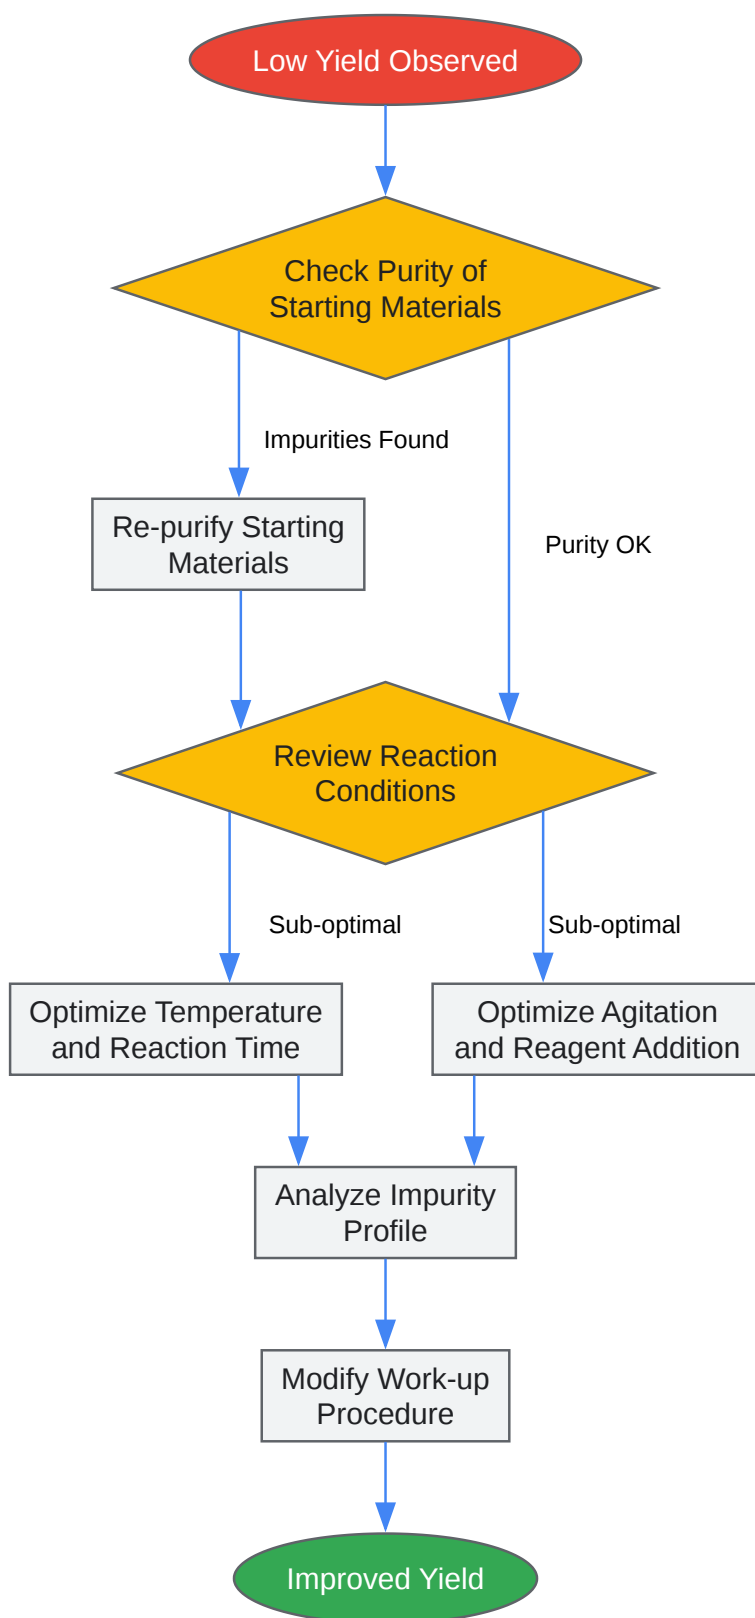 Low Yield Observed
Check Purity of
Starting Materials
Impurities Found
Re-purify Starting
Materials
Purity OK
Review Reaction
Conditions
Sub-optimal
Sub-optimal
Optimize Temperature
and Reaction Time
Optimize Agitation
and Reagent Addition
Analyze Impurity
Profile
Modify Work-up
Procedure
Improved Yield